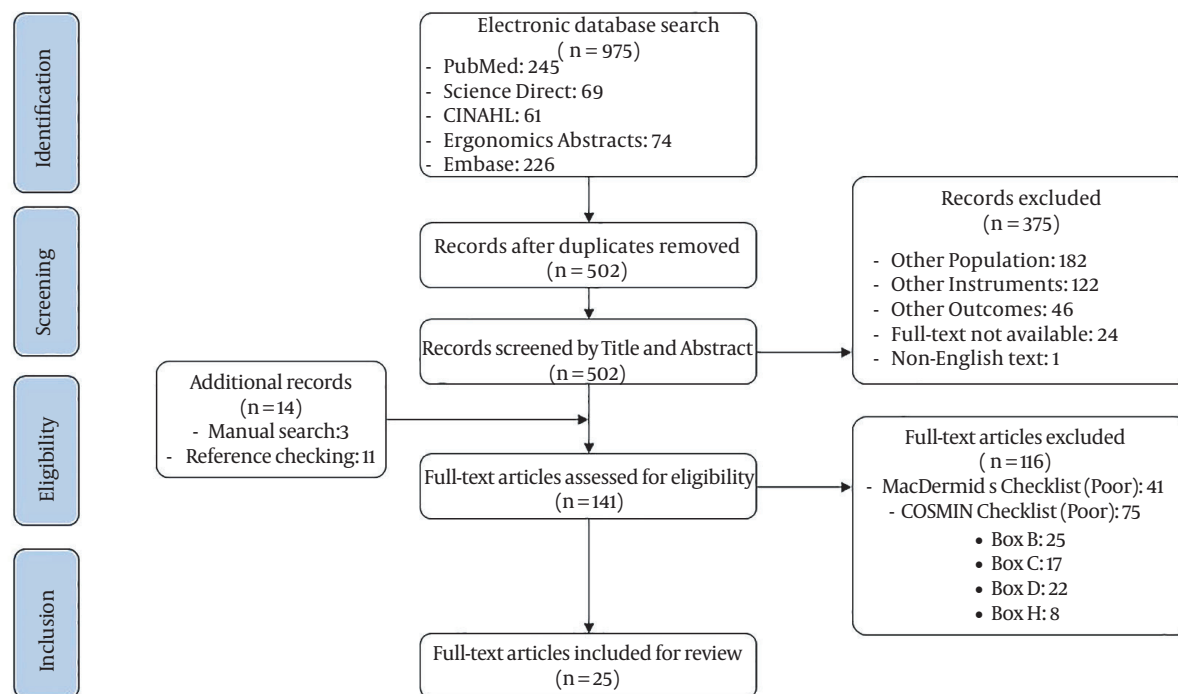 Identification
Electronic database search
( n = 975)
- PubMed: 245
- Science Direct: 69
- CINAHL: 61
- Ergonomics Abstracts: 74
- Embase: 226
Screening
Records after duplicates removed
(n = 502)
Records screened by Title and Abstract
(n = 502)
Records excluded
(n = 375)
- Other Population: 182
- Other Instruments: 122
- Other Outcomes: 46
- Full-text not available: 24
- Non-English text: 1
Eligibility
Additional records
(n = 14)
- Manual search:3
- Reference checking: 11
Full-text articles assessed for eligibility
(n = 141)
Full-text articles excluded
( n = 116)
- MacDermid s Checklist (Poor): 41
- COSMIN Checklist (Poor): 75
• Box B: 25
• Box C: 17
• Box D: 22
• Box H: 8
Inclusion
Full-text articles included for review
(n = 25)